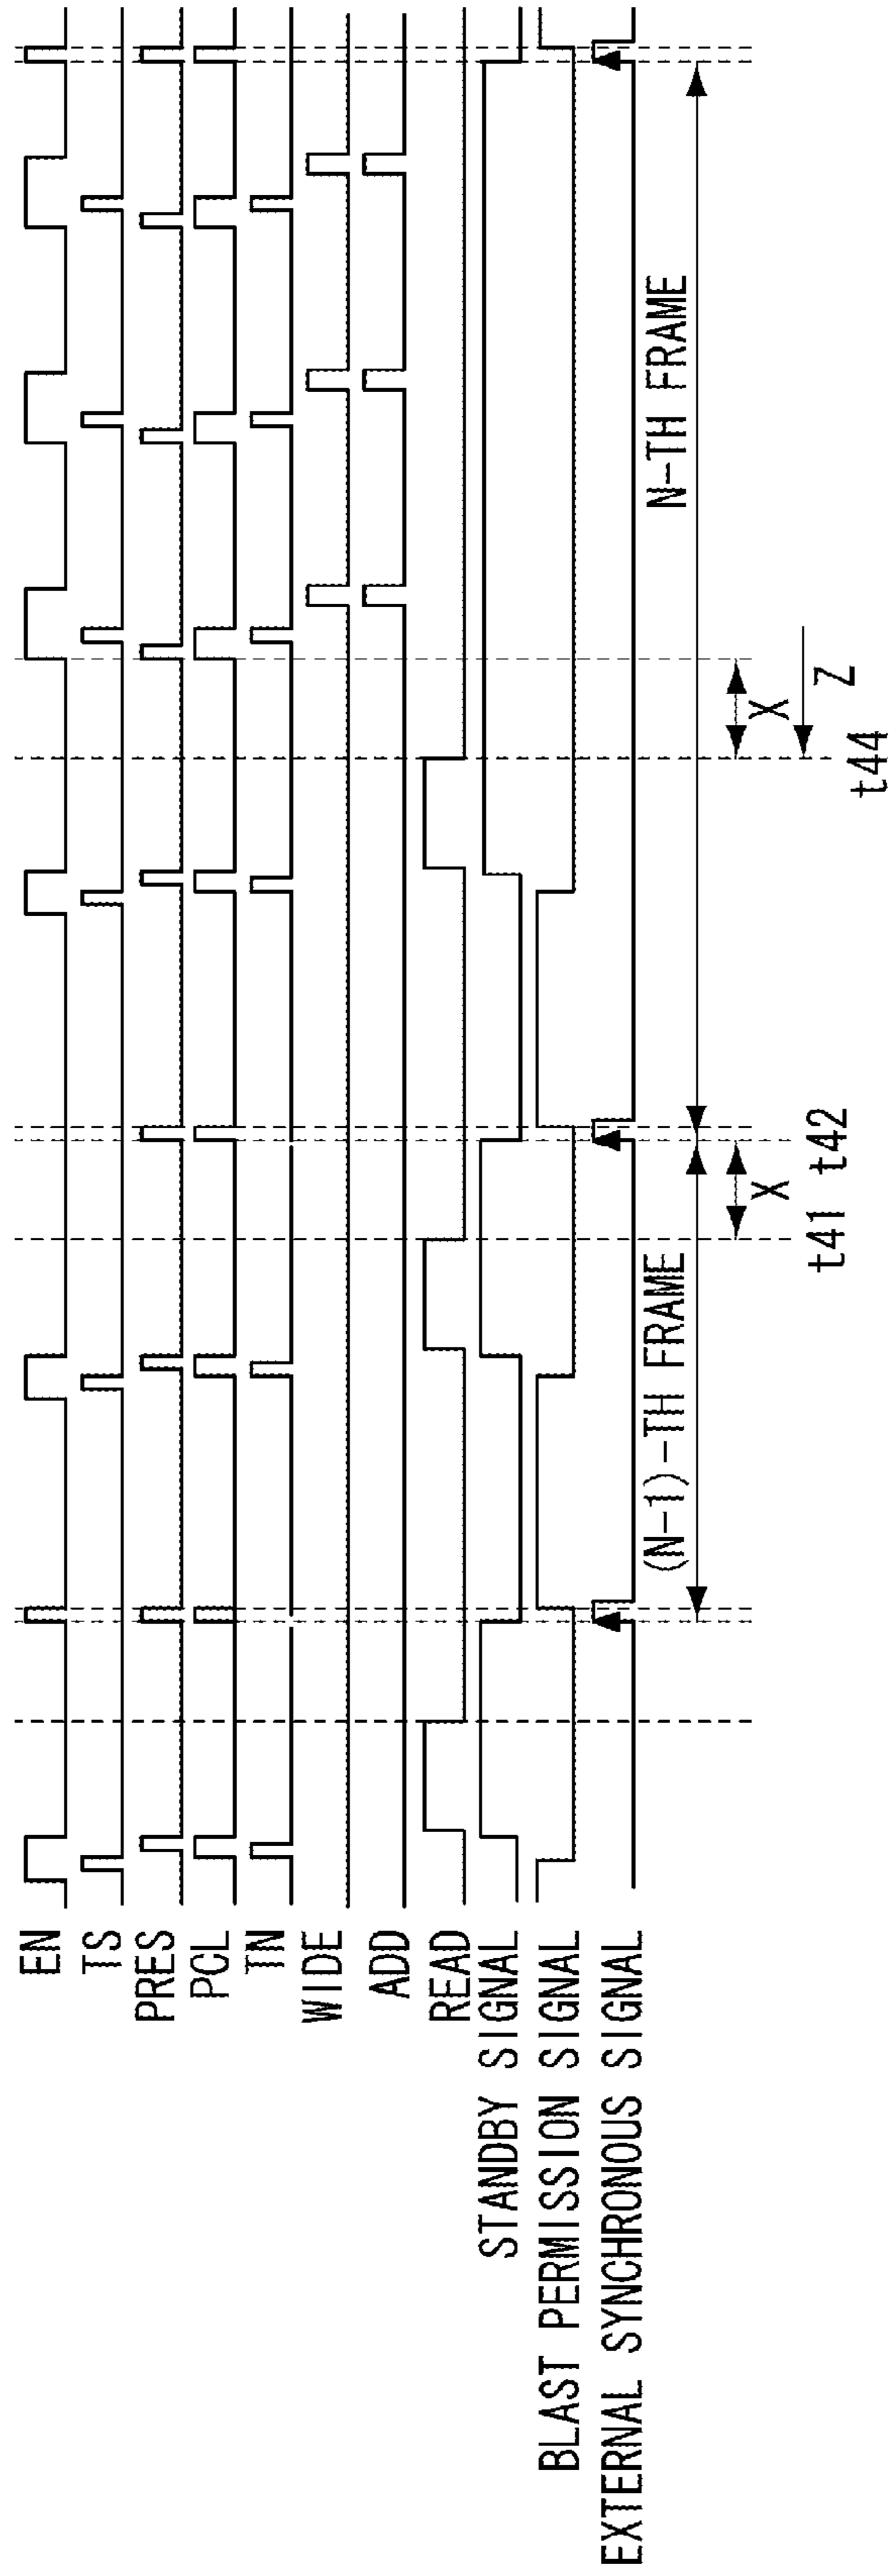 EN
TS
PRES
PCL
TN
WIDE
ADD
READ
STANDBY SIGNAL
BLAST PERMISSION SIGNAL
EXTERNAL SYNCHRONOUS SIGNAL
(N-1)-TH FRAME
N-TH FRAME
X
X
Z
t41 t42
t44